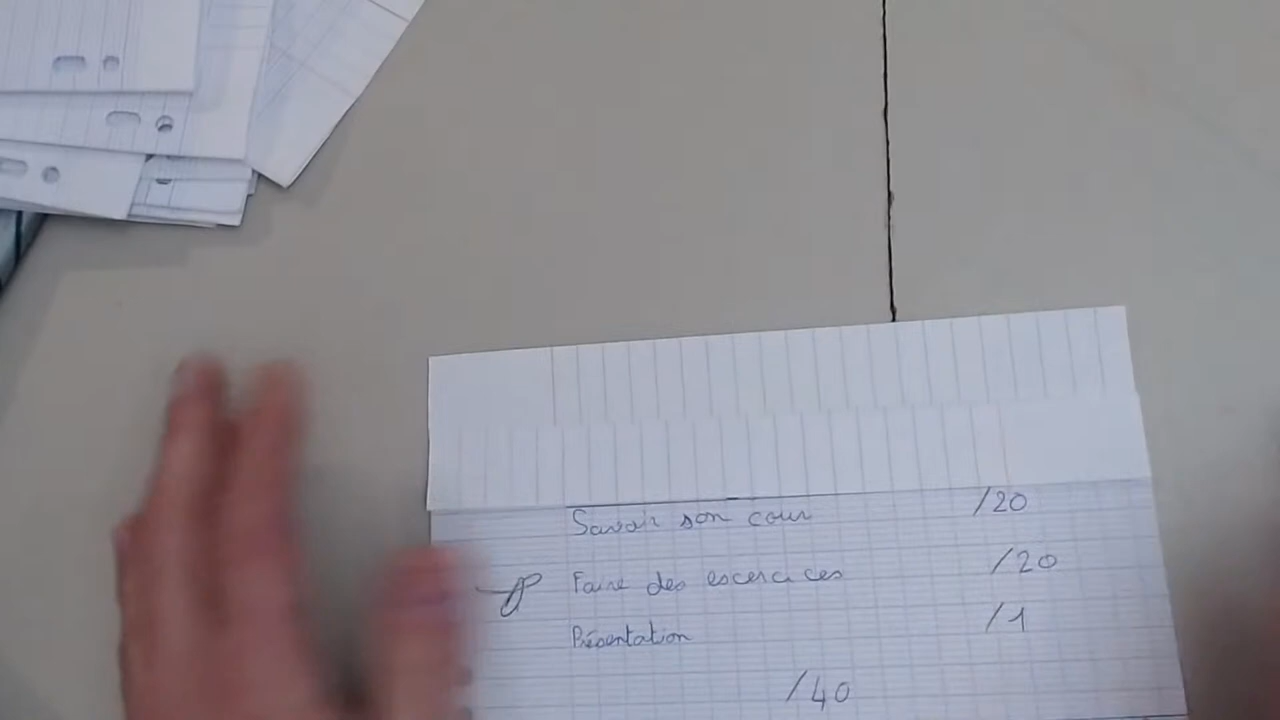 Savoir son cour /20
Faire des escercices /20
Présentation /1
/40